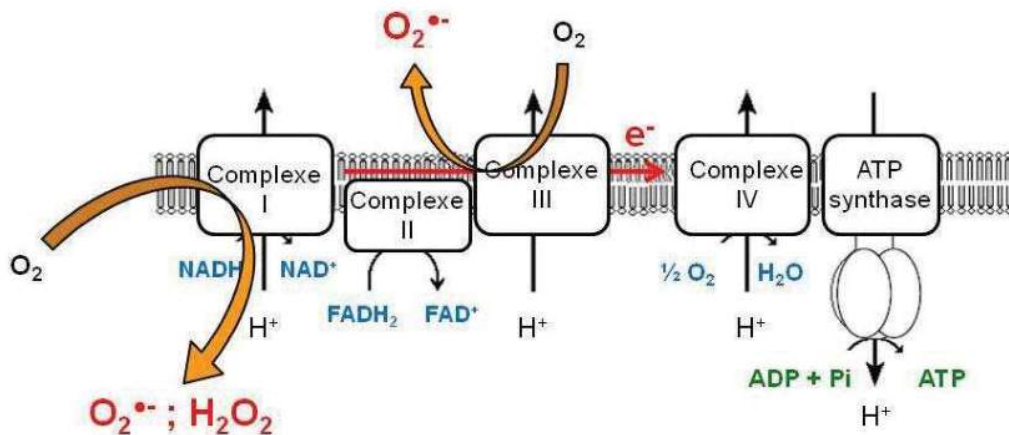 O₂•-
O₂
e-
Complexe
I
Complexe
II
Complexe
III
Complexe
IV
ATP
synthase
O₂
NADH
NAD⁺
FADH₂
FAD⁺
½ O₂
H₂O
H⁺
H⁺
H⁺
ADP + Pi
ATP
H⁺
O₂•- ; H₂O₂